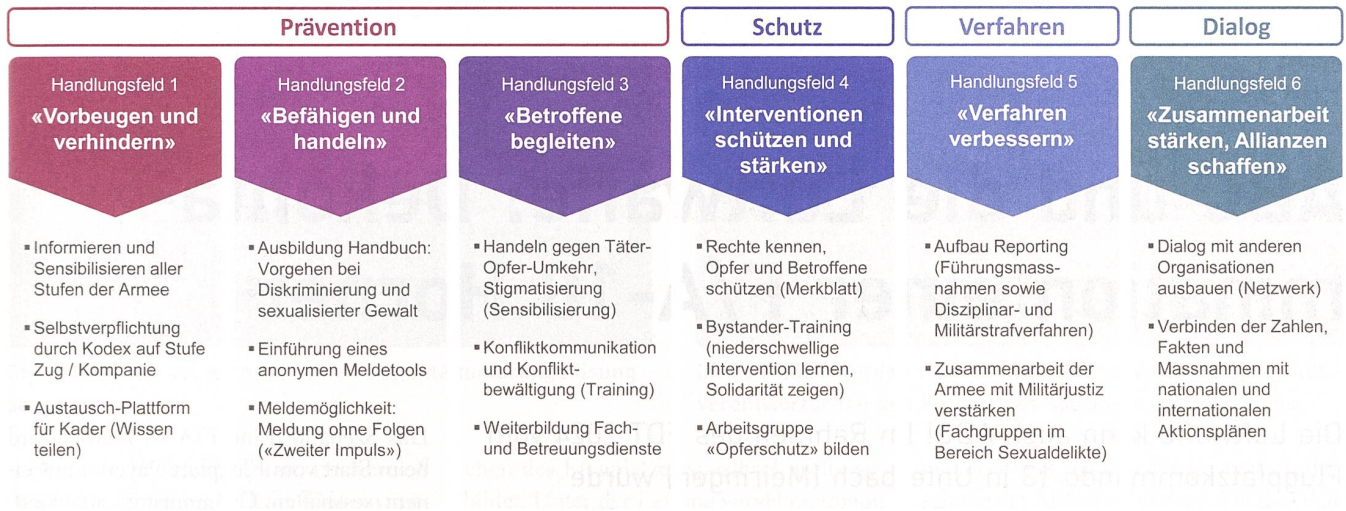 Prävention
Schutz
Verfahren
Dialog
Handlungsfeld 1
«Vorbeugen und
verhindern»
Handlungsfeld 2
«Befähigen und
handeln»
Handlungsfeld 3
«Betroffene
begleiten»
Handlungsfeld 4
«Interventionen
schützen und
stärken»
Handlungsfeld 5
«Verfahren
verbessern»
Handlungsfeld 6
«Zusammenarbeit
stärken, Allianzen
schaffen»
▪ Informieren und
Sensibilisieren aller
Stufen der Armee
▪ Selbstverpflichtung
durch Kodex auf Stufe
Zug / Kompanie
▪ Austausch-Plattform
für Kader (Wissen
teilen)
▪ Ausbildung Handbuch:
Vorgehen bei
Diskriminierung und
sexualisierter Gewalt
▪ Einführung eines
anonymen Meldetools
▪ Meldemöglichkeit:
Meldung ohne Folgen
(«Zweiter Impuls»)
▪ Handeln gegen Täter-
Opfer-Umkehr,
Stigmatisierung
(Sensibilisierung)
▪ Konfliktkommunikation
und Konflikt-
bewältigung (Training)
▪ Weiterbildung Fach-
und Betreuungsdienste
▪ Rechte kennen,
Opfer und Betroffene
schützen (Merkblatt)
▪ Bystander-Training
(niederschwellige
Intervention lernen,
Solidarität zeigen)
▪ Arbeitsgruppe
«Opferschutz» bilden
▪ Aufbau Reporting
(Führungsmass-
nahmen sowie
Disziplinar- und
Militärstrafverfahren)
▪ Zusammenarbeit der
Armee mit Militärjustiz
verstärken
(Fachgruppen im
Bereich Sexualdelikte)
▪ Dialog mit anderen
Organisationen
ausbauen (Netzwerk)
▪ Verbinden der Zahlen,
Fakten und
Massnahmen mit
nationalen und
internationalen
Aktionsplänen